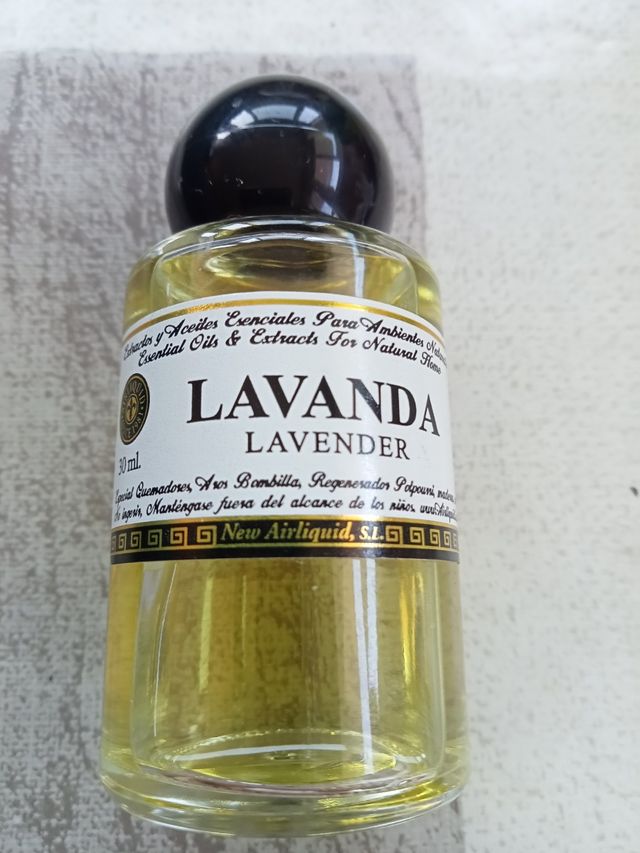 Extractos y Aceites Esenciales Para Ambientes
Essential Oils & Extracts For Natural Home
LAVANDA
LAVENDER
30 ml.
Especial Quemadores, Aros Bombilla, Regenerador Potpourri,
No ingerir, Manténgase fuera del alcance de los niños.
New Airliquid, S.L.